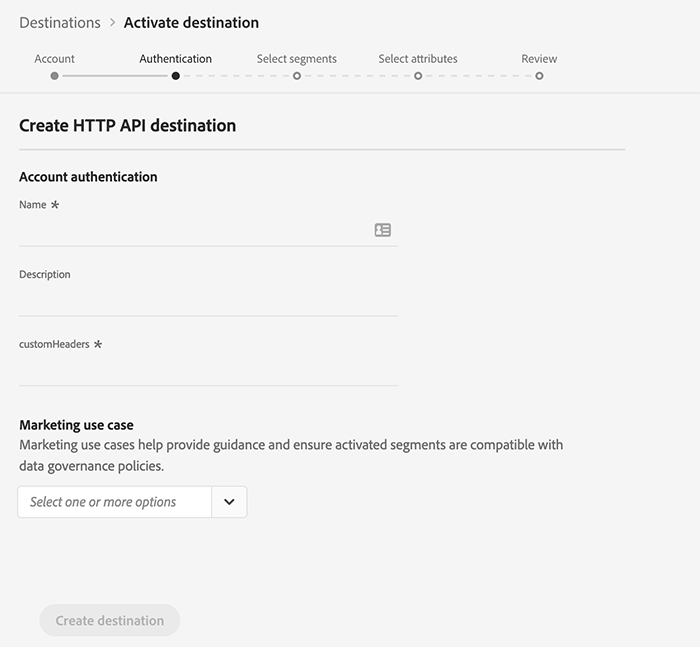 Destinations > Activate destination
Account Authentication Select segments Select attributes Review
Create HTTP API destination
Account authentication
Name *
Description
customHeaders *
Marketing use case
Marketing use cases help provide guidance and ensure activated segments are compatible with
data governance policies.
Select one or more options
Create destination